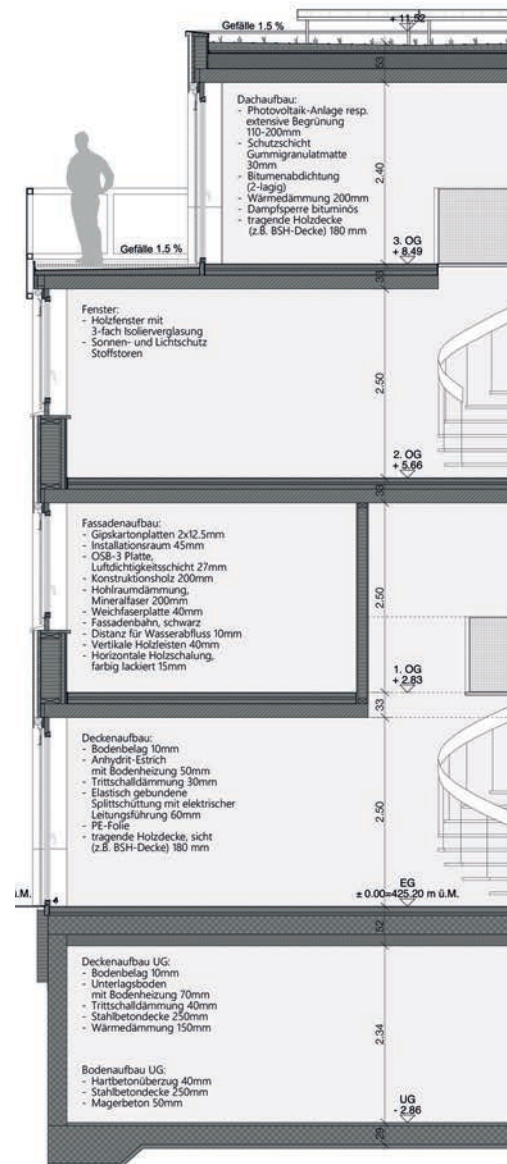 Gefälle 1.5 %
+ 11.52
53
Dachaufbau:
- Photovoltaik-Anlage resp.
extensive Begrünung
110-200mm
- Schutzschicht
Gummigranulatmatte
30mm
- Bitumenabdichtung
(2-lagig)
- Wärmedämmung 200mm
- Dampfsperre bituminös
- tragende Holzdecke
(z.B. BSH-Decke) 180 mm
2.40
Gefälle 1.5 %
3. OG
+ 8.49
33
Fenster:
- Holzfenster mit
3-fach Isolierverglasung
- Sonnen- und Lichtschutz
Stoffstoren
2.50
2. OG
+ 5.66
33
Fassadenaufbau:
- Gipskartonplatten 2x12.5mm
- Installationsraum 45mm
- OSB-3 Platte,
Luftdichtigkeitsschicht 27mm
- Konstruktionsholz 200mm
- Hohlraumdämmung,
Mineralfaser 200mm
- Weichfaserplatte 40mm
- Fassadenbahn, schwarz
- Distanz für Wasserabfluss 10mm
- Vertikale Holzleisten 40mm
- Horizontale Holzschalung,
farbig lackiert 15mm
2.50
1. OG
+ 2.83
33
Deckenaufbau:
- Bodenbelag 10mm
- Anhydrit-Estrich
mit Bodenheizung 50mm
- Trittschalldämmung 30mm
- Elastisch gebundene
Splittschüttung mit elektrischer
Leitungsführung 60mm
- PE-Folie
- tragende Holzdecke, sicht
(z.B. BSH-Decke) 180 mm
2.50
EG
± 0.00=425.20 m ü.M.
ı.M.
52
Deckenaufbau UG:
- Bodenbelag 10mm
- Unterlagsboden
mit Bodenheizung 70mm
- Trittschalldämmung 40mm
- Stahlbetondecke 250mm
- Wärmedämmung 150mm
2.34
Bodenaufbau UG:
- Hartbetonüberzug 40mm
- Stahlbetondecke 250mm
- Magerbeton 50mm
UG
- 2.86
29